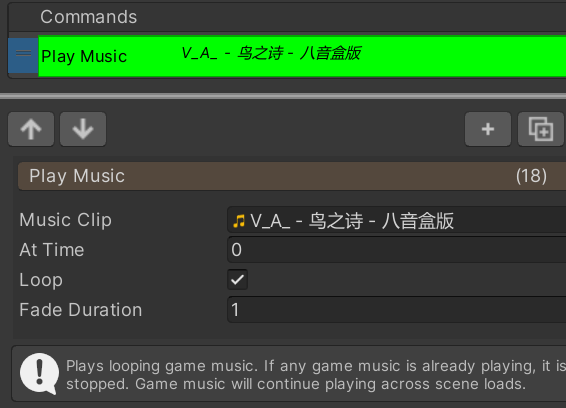 Commands
Play Music V_A_ - 鸟之诗 - 八音盒版
+
Play Music (18)
Music Clip V_A_ - 鸟之诗 - 八音盒版
At Time 0
Loop
Fade Duration 1
Plays looping game music. If any game music is already playing, it is
stopped. Game music will continue playing across scene loads.